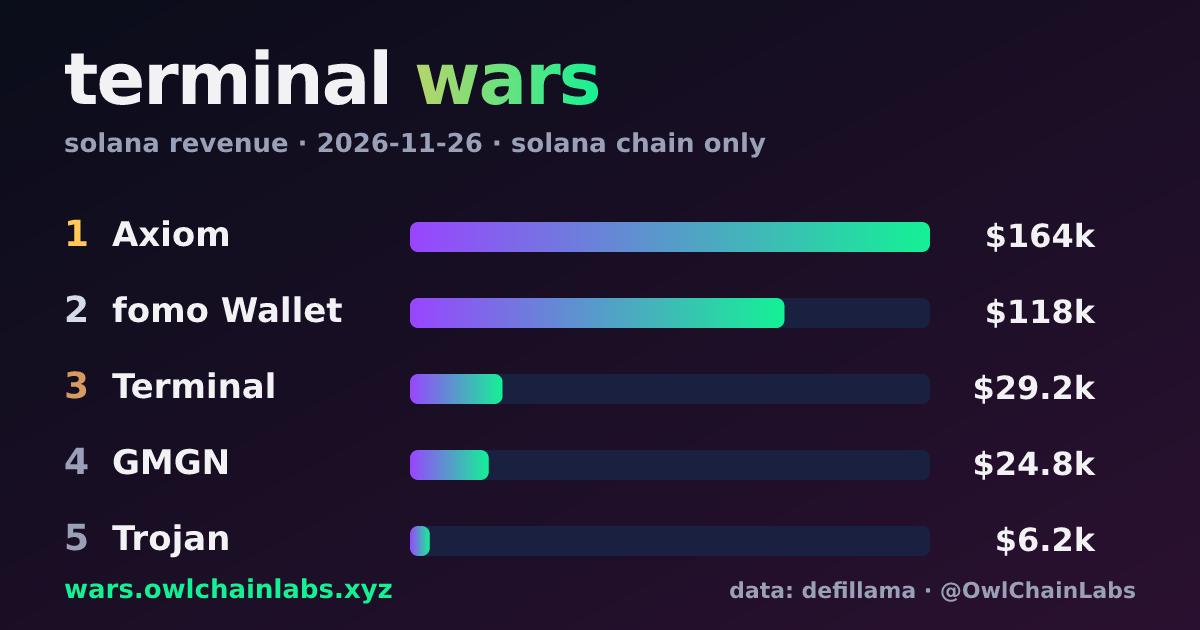 terminal wars
solana revenue · 2026-11-26 · solana chain only
1 Axiom $164k
2 fomo Wallet $118k
3 Terminal $29.2k
4 GMGN $24.8k
5 Trojan $6.2k
wars.owlchainlabs.xyz data: defillama · @OwlChainLabs